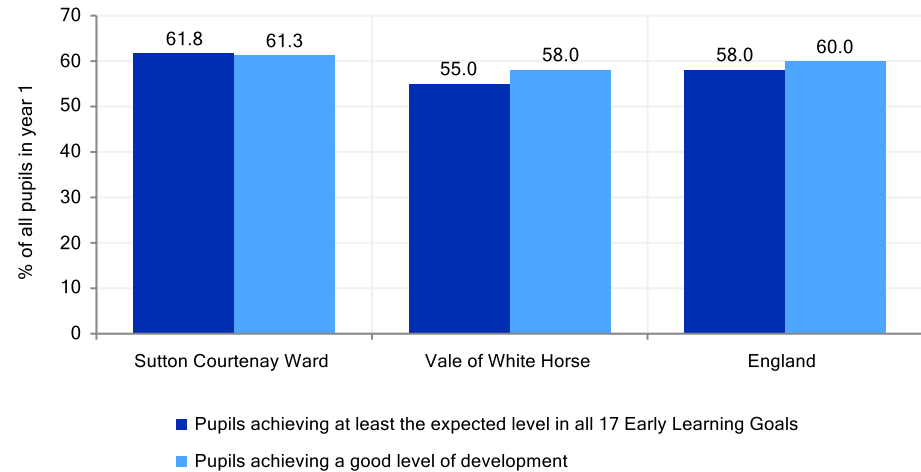 70
60
50
40
30
20
10
0
% of all pupils in year 1
61.8 61.3 55.0 58.0 58.0 60.0
Sutton Courtenay Ward Vale of White Horse England
Pupils achieving at least the expected level in all 17 Early Learning Goals
Pupils achieving a good level of development